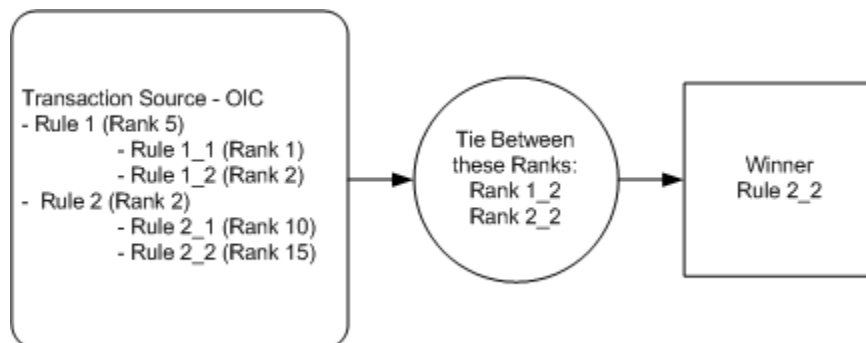 Transaction Source - OIC
- Rule 1 (Rank 5)
- Rule 1_1 (Rank 1)
- Rule 1_2 (Rank 2)
- Rule 2 (Rank 2)
- Rule 2_1 (Rank 10)
- Rule 2_2 (Rank 15)
Tie Between
these Ranks:
Rank 1_2
Rank 2_2
Winner
Rule 2_2